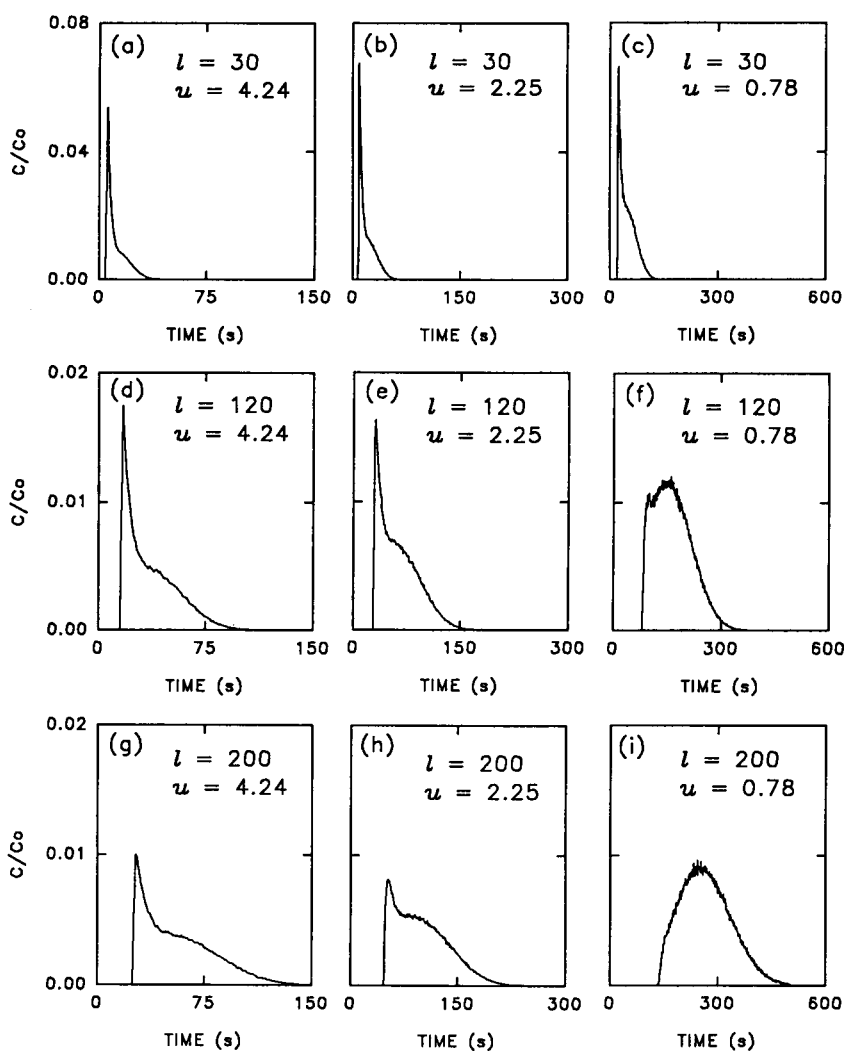 0.08
(a)
l = 30
u = 4.24
(b)
l = 30
u = 2.25
(c)
l = 30
u = 0.78
C/Co
0.04
0.00
0
75
150
0
150
300
0
300
600
TIME (s)
TIME (s)
TIME (s)
0.02
(d)
l = 120
u = 4.24
(e)
l = 120
u = 2.25
(f)
l = 120
u = 0.78
C/Co
0.01
0.00
0
75
150
0
150
300
0
300
600
TIME (s)
TIME (s)
TIME (s)
0.02
(g)
l = 200
u = 4.24
(h)
l = 200
u = 2.25
(i)
l = 200
u = 0.78
C/Co
0.01
0.00
0
75
150
0
150
300
0
300
600
TIME (s)
TIME (s)
TIME (s)